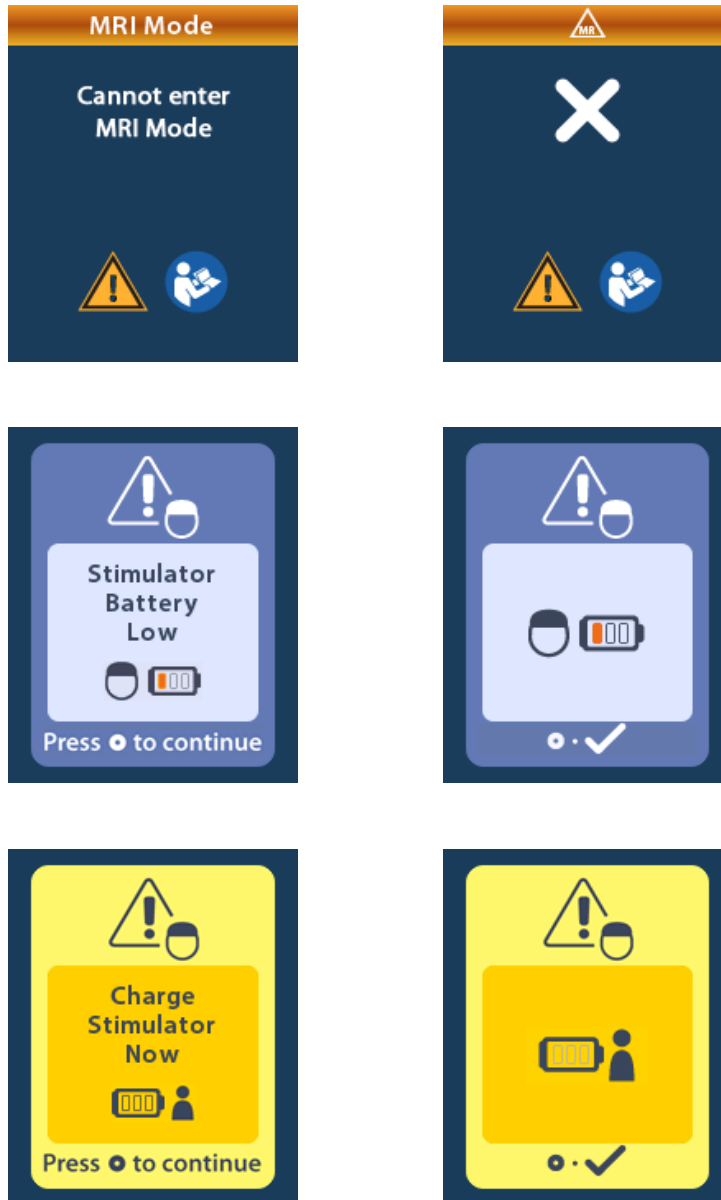 MRI Mode
MR
Cannot enter
MRI Mode
Stimulator
Battery
Low
Press to continue
Charge
Stimulator
Now
Press to continue